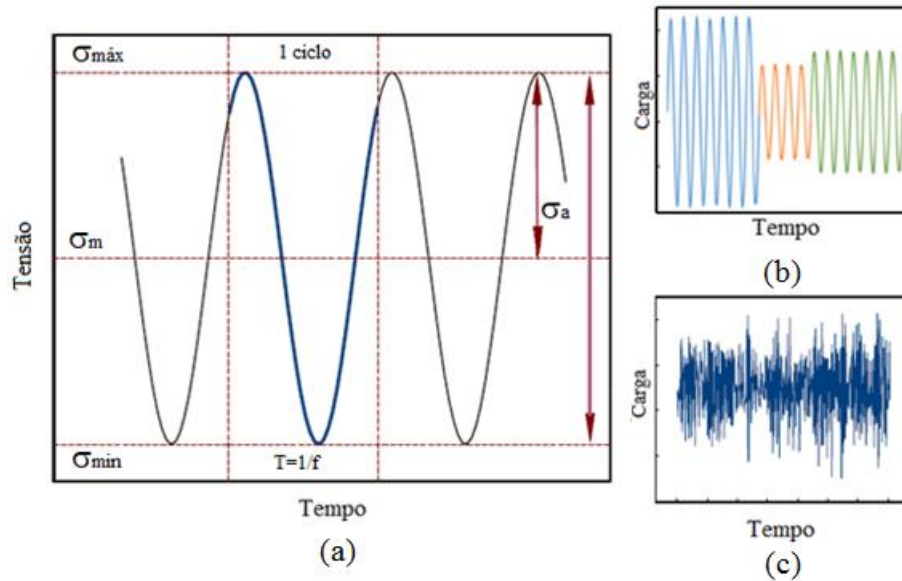 (a)
σmáx
1 ciclo
σm
σa
σmin
T=1/f
Tensão
Tempo
(b)
Carga
Tempo
(c)
Carga
Tempo